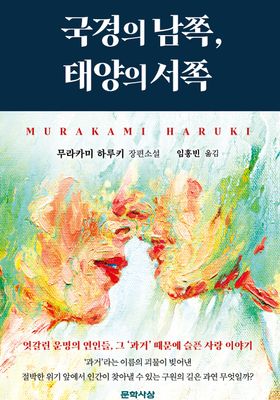 국경의 남쪽,
태양의 서쪽
MURAKAMI HARUKI
무라카미 하루키 장편소설 임홍빈 옮김
엇갈린 운명의 연인들, 그 '과거' 때문에 슬픈 사랑 이야기
'과거'라는 이름의 괴물이 빚어낸
절박한 위기 앞에서 인간이 찾아낼 수 있는 구원의 길은 과연 무엇일까?
문학사상